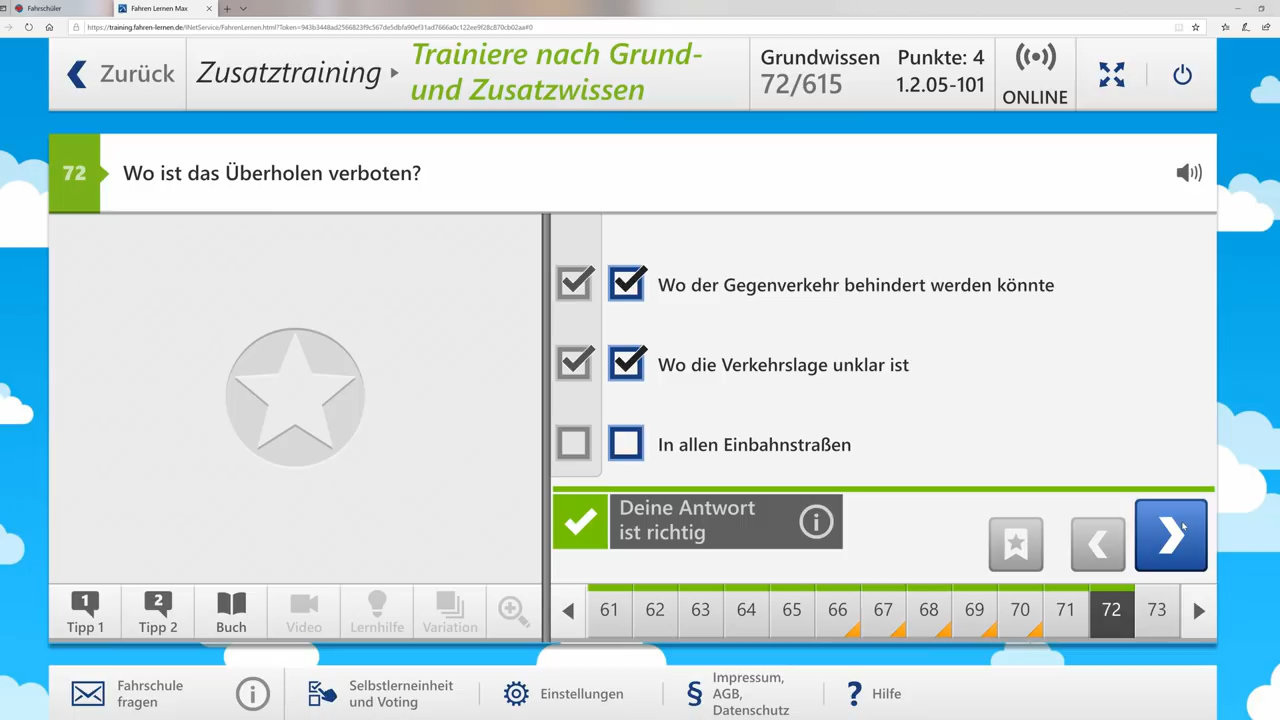 Fahrschüler
Fahren Lernen Max
https://training.fahren-lernen.de/INetService/FahrenLernen.html?Token=943b3448ad2566823f9c567de5dbfa90ef31ad7666a0c122ee9f28c870cb02aa#0
Zurück
Zusatztraining
Trainiere nach Grund-
und Zusatzwissen
Grundwissen
72/615
Punkte: 4
1.2.05-101
ONLINE
72
Wo ist das Überholen verboten?
Wo der Gegenverkehr behindert werden könnte
Wo die Verkehrslage unklar ist
In allen Einbahnstraßen
Deine Antwort
ist richtig
1
Tipp 1
2
Tipp 2
Buch
Video
Lernhilfe
Variation
61 62 63 64 65 66 67 68 69 70 71 72 73
Fahrschule
fragen
Selbstlerneinheit
und Voting
Einstellungen
§
Impressum,
AGB,
Datenschutz
?
Hilfe